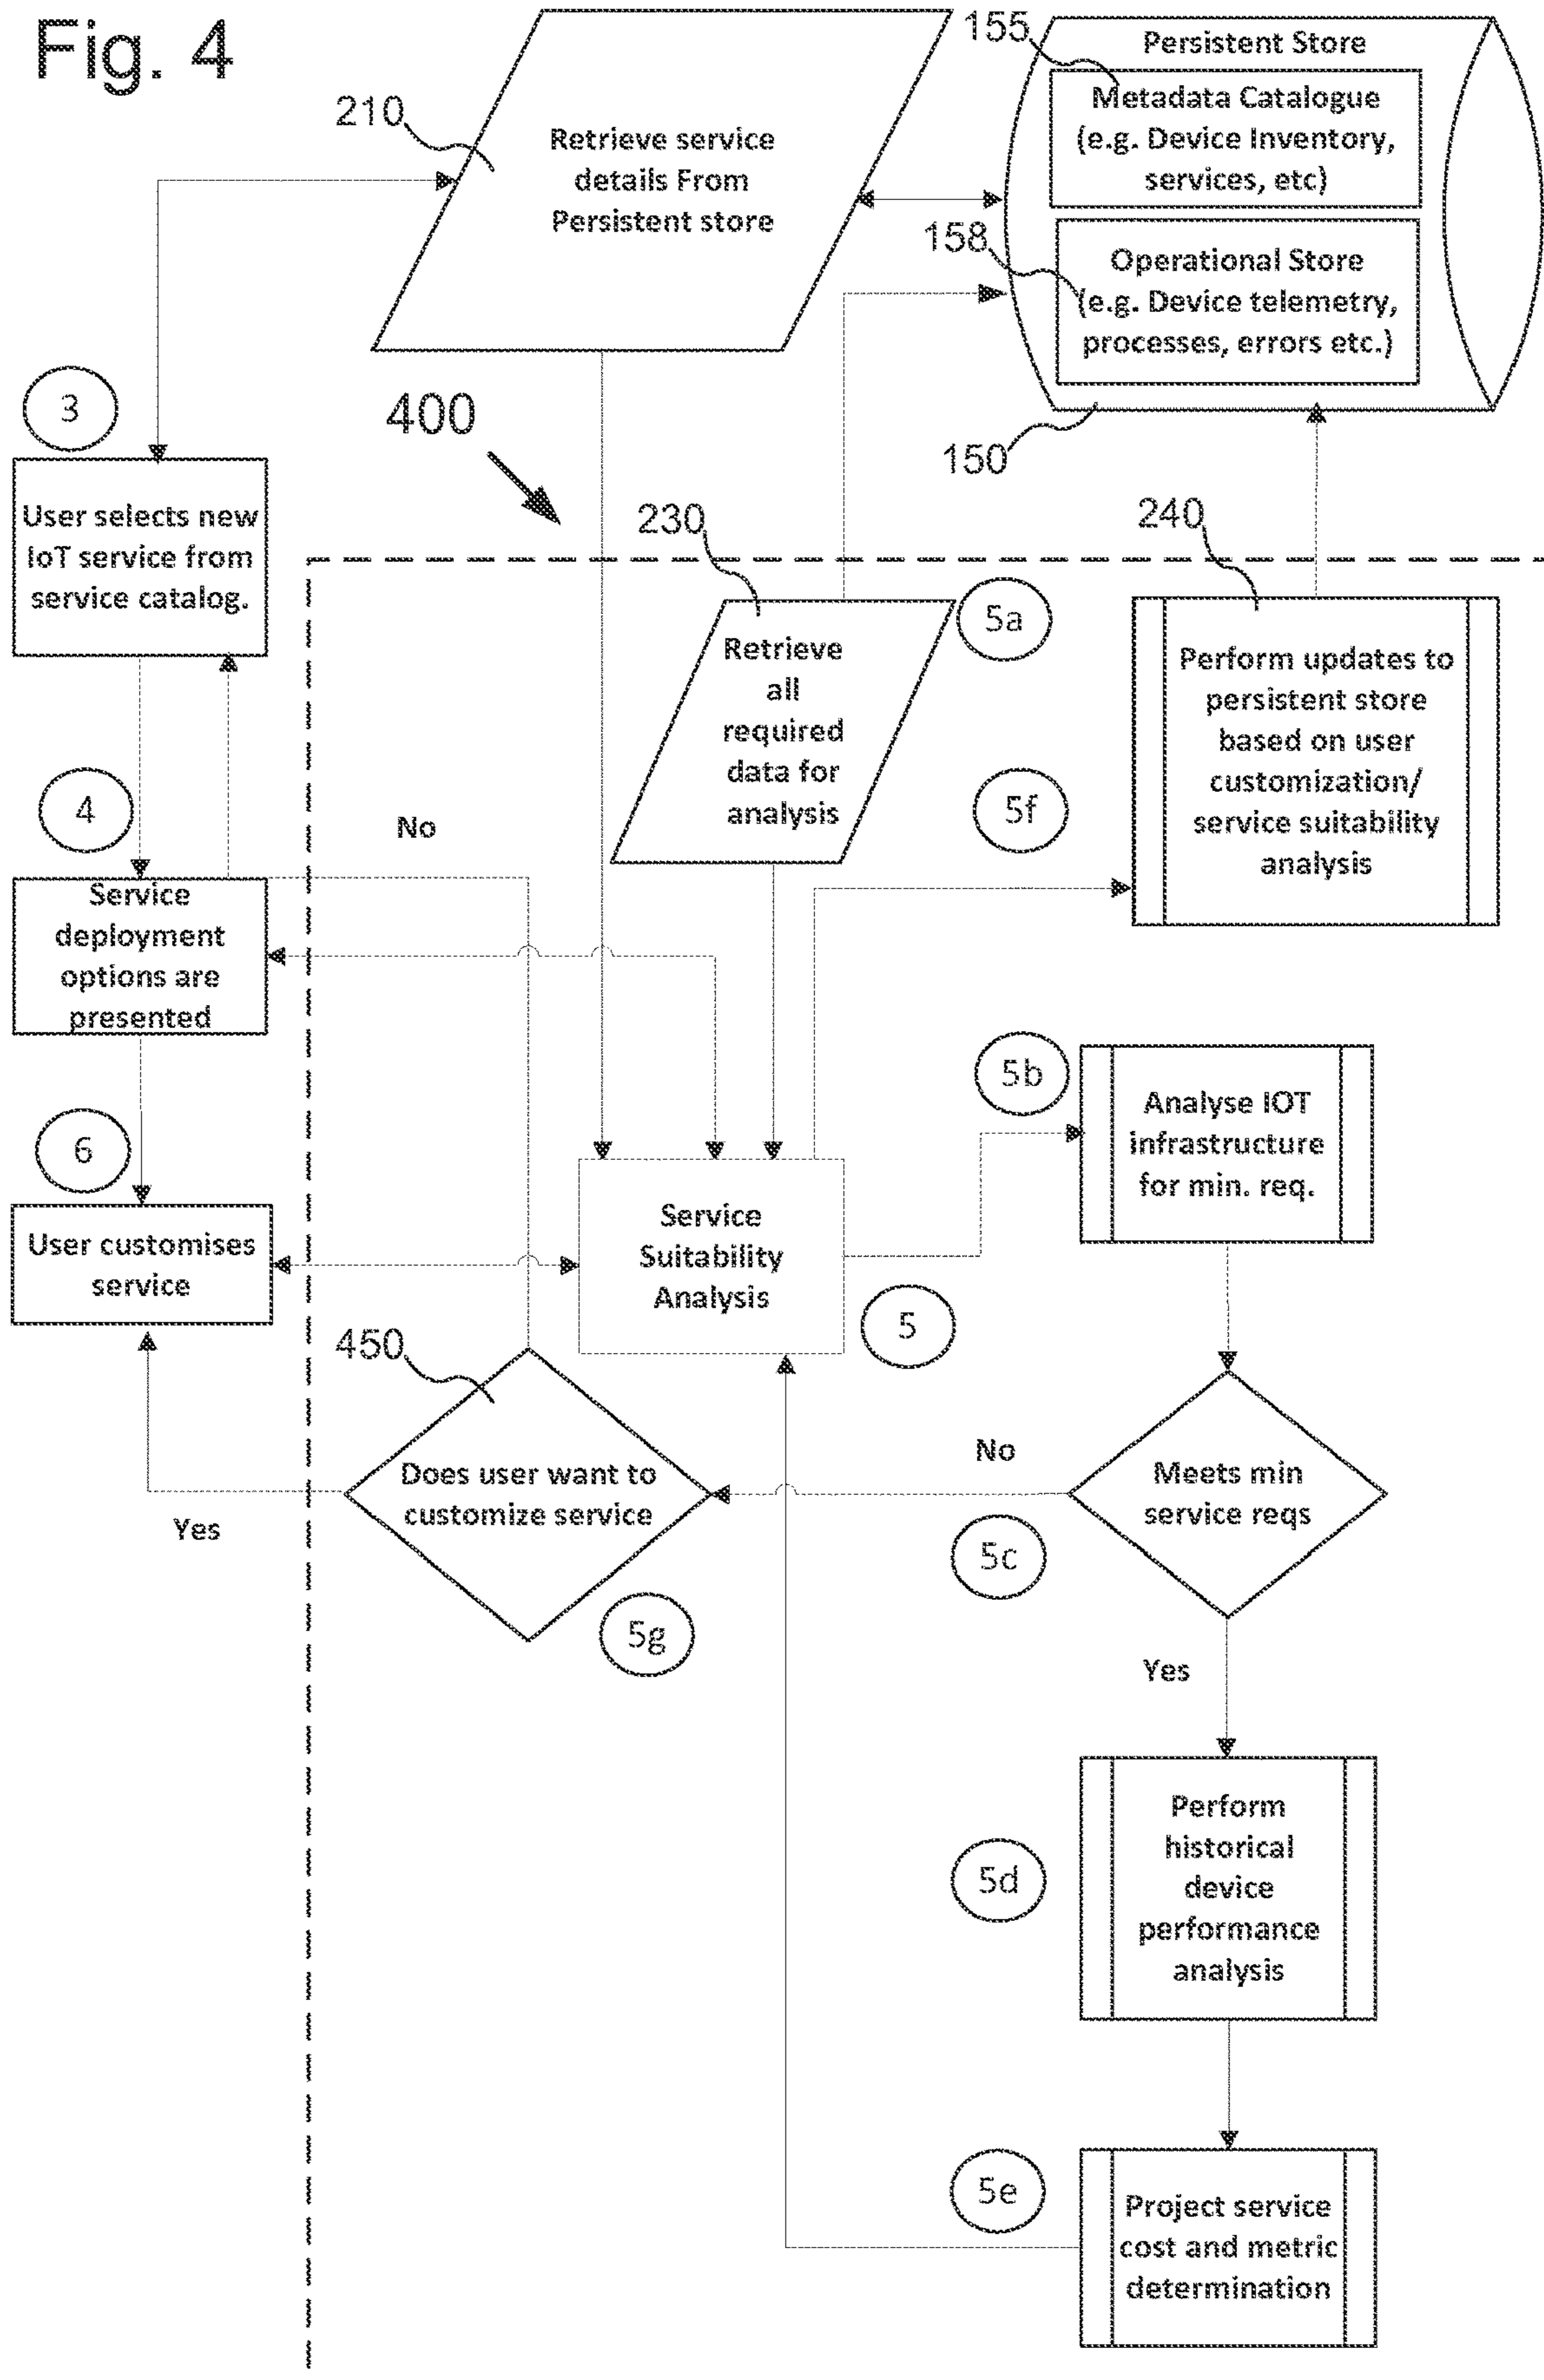 Fig. 4
210
Retrieve service
details From
Persistent store
155
Persistent Store
Metadata Catalogue
(e.g. Device Inventory,
services, etc)
158
Operational Store
(e.g. Device telemetry,
processes, errors etc.)
150
400
3
User selects new
IoT service from
service catalog.
230
5a
Retrieve
all
required
data for
analysis
240
Perform updates to
persistent store
based on user
customization/
service suitability
analysis
5f
4
No
Service
deployment
options are
presented
5b
Analyse IOT
infrastructure
for min. req.
6
User customises
service
Service
Suitability
Analysis
5
450
Does user want to
customize service
Yes
5g
No
Meets min
service reqs
5c
Yes
5d
Perform
historical
device
performance
analysis
5e
Project service
cost and metric
determination